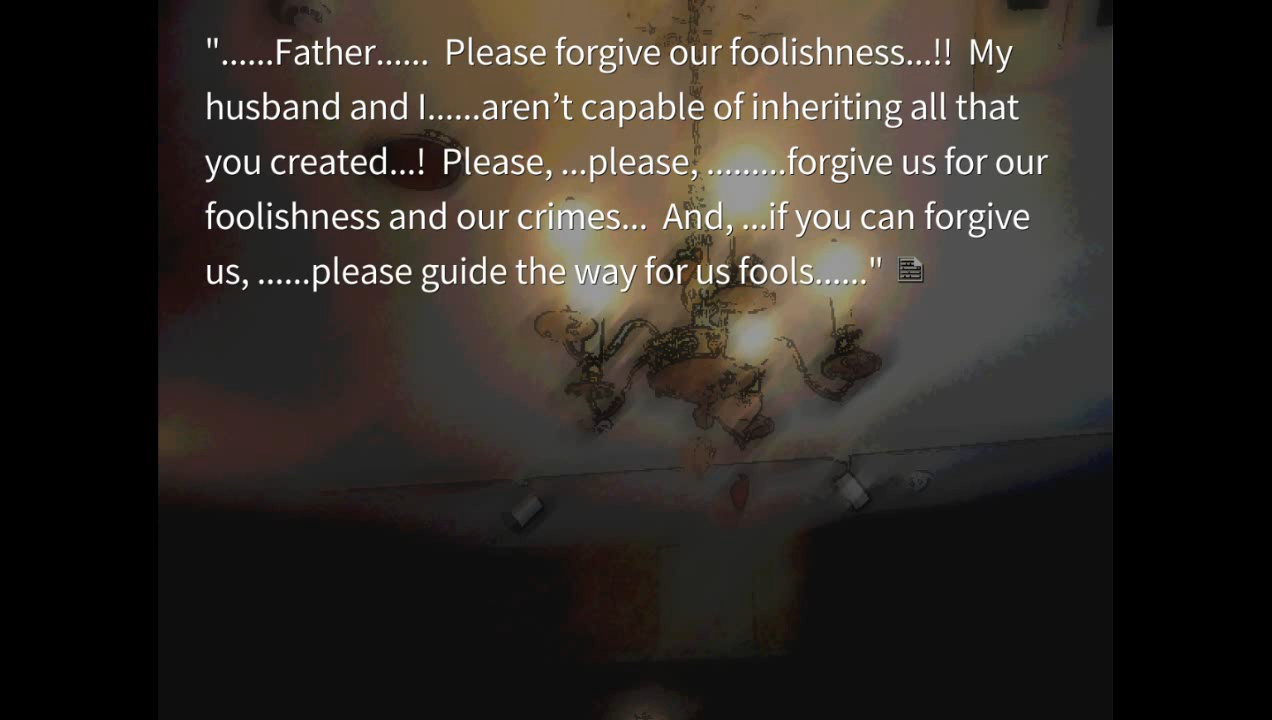 "......Father......  Please forgive our foolishness...!!  My
husband and I......aren’t capable of inheriting all that
you created...!  Please, ...please, .........forgive us for our
foolishness and our crimes...  And, ...if you can forgive
us, ......please guide the way for us fools......"